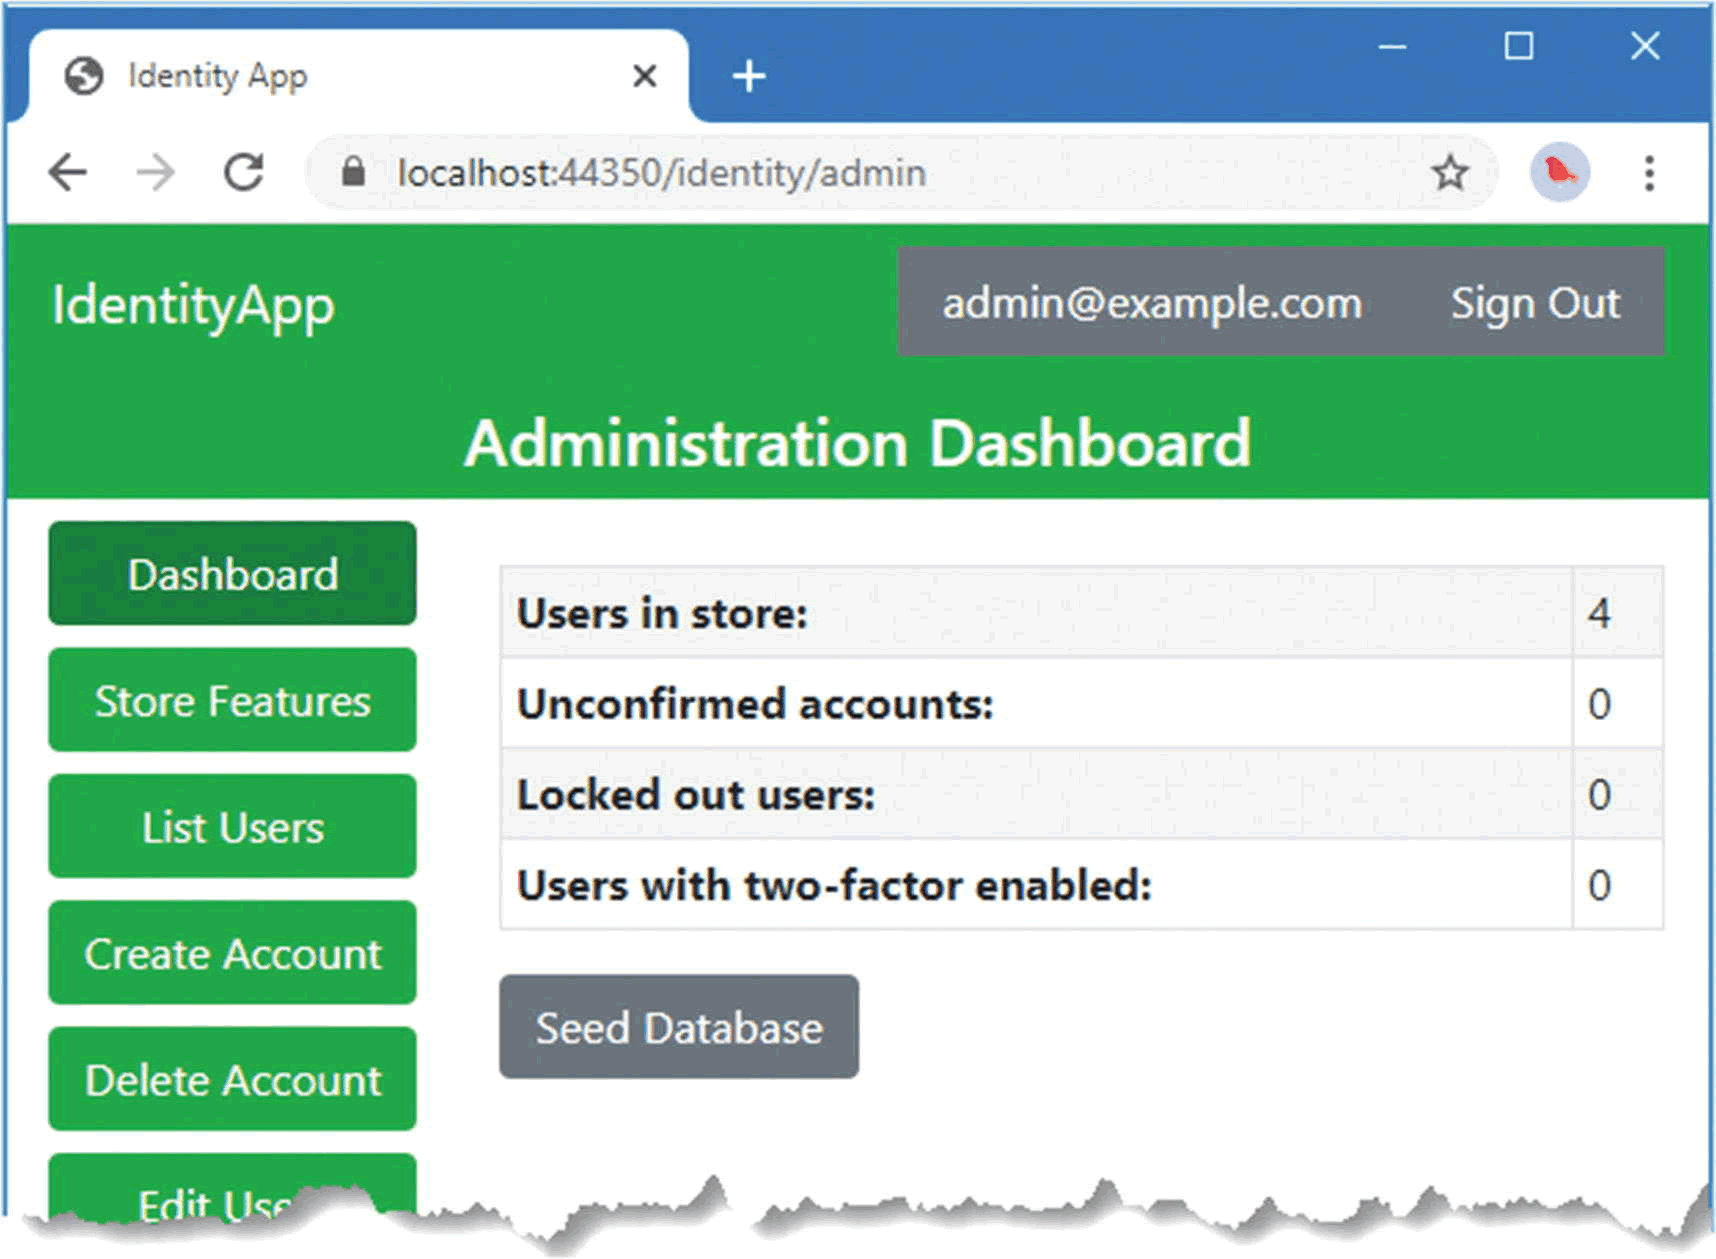 Identity App
localhost:44350/identity/admin
IdentityApp
admin@example.com Sign Out
Administration Dashboard
Dashboard
Store Features
List Users
Create Account
Delete Account
Edit Use
Users in store: 4
Unconfirmed accounts: 0
Locked out users: 0
Users with two-factor enabled: 0
Seed Database